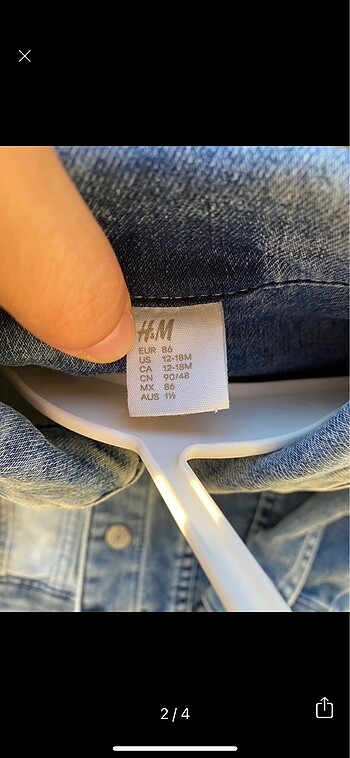 H&M
EUR 86
US 12-18M
CA 12-18M
CN 90/48
MX 86
AUS 1½
2/4